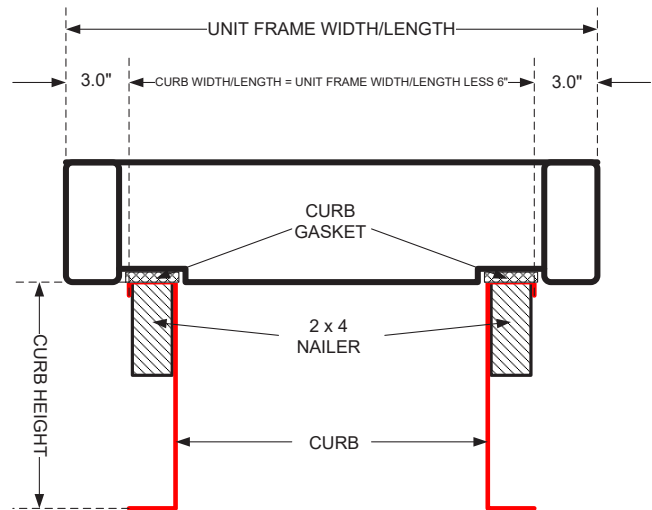 UNIT FRAME WIDTH/LENGTH
3.0"
CURB WIDTH/LENGTH = UNIT FRAME WIDTH/LENGTH LESS 6"
3.0"
CURB
GASKET
2 x 4
NAILER
CURB HEIGHT
CURB